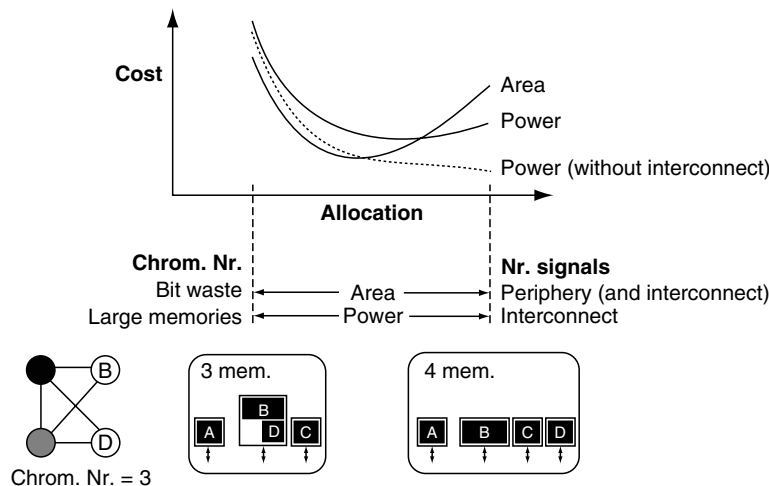 Cost
Area
Power
Power (without interconnect)
Allocation
Chrom. Nr.
Nr. signals
Bit waste
Area
Periphery (and interconnect)
Large memories
Power
Interconnect
B
D
Chrom. Nr. = 3
3 mem.
A
B
D
C
4 mem.
A
B
C
D